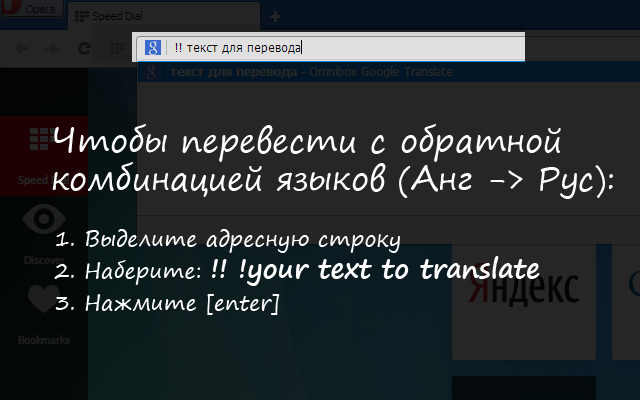 Opera
Speed Dial
!! текст для перевода
текст для перевода - Omnibox Google Translate
Чтобы перевести с обратной
комбинацией языков (Анг -> Рус):
Speed
1. Выделите адресную строку
2. Наберите: !! !your text to translate
3. Нажмите [enter]
Discover
Bookmarks
Яндекс